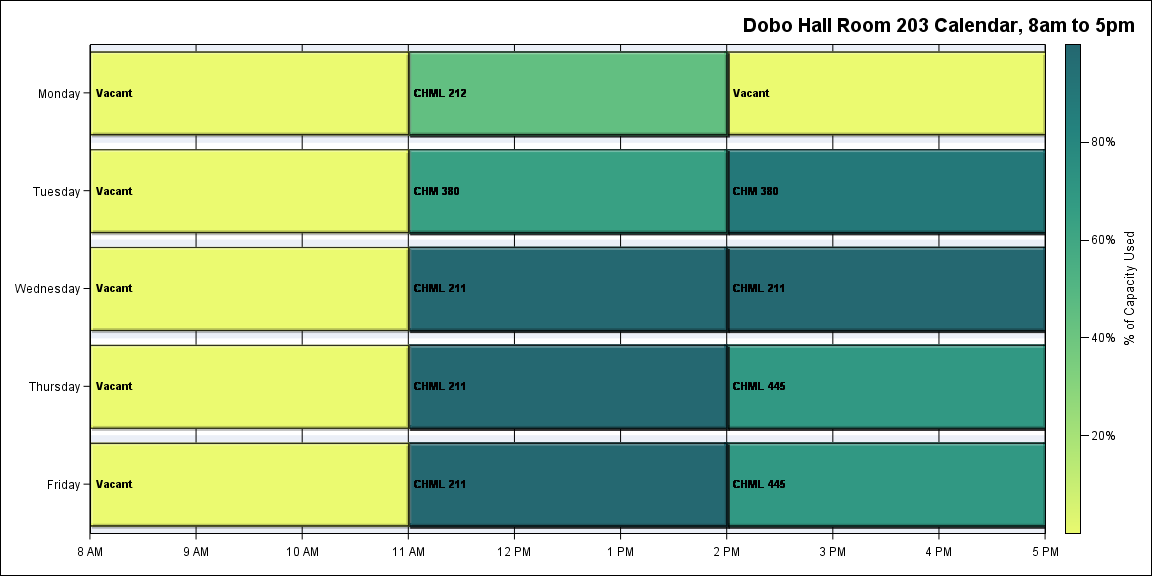 Dobo Hall Room 203 Calendar, 8am to 5pm
Monday
Vacant
CHML 212
Vacant
Tuesday
Vacant
CHM 380
CHM 380
Wednesday
Vacant
CHML 211
CHML 211
Thursday
Vacant
CHML 211
CHML 445
Friday
Vacant
CHML 211
CHML 445
8 AM
9 AM
10 AM
11 AM
12 PM
1 PM
2 PM
3 PM
4 PM
5 PM
80%
60%
40%
20%
% of Capacity Used